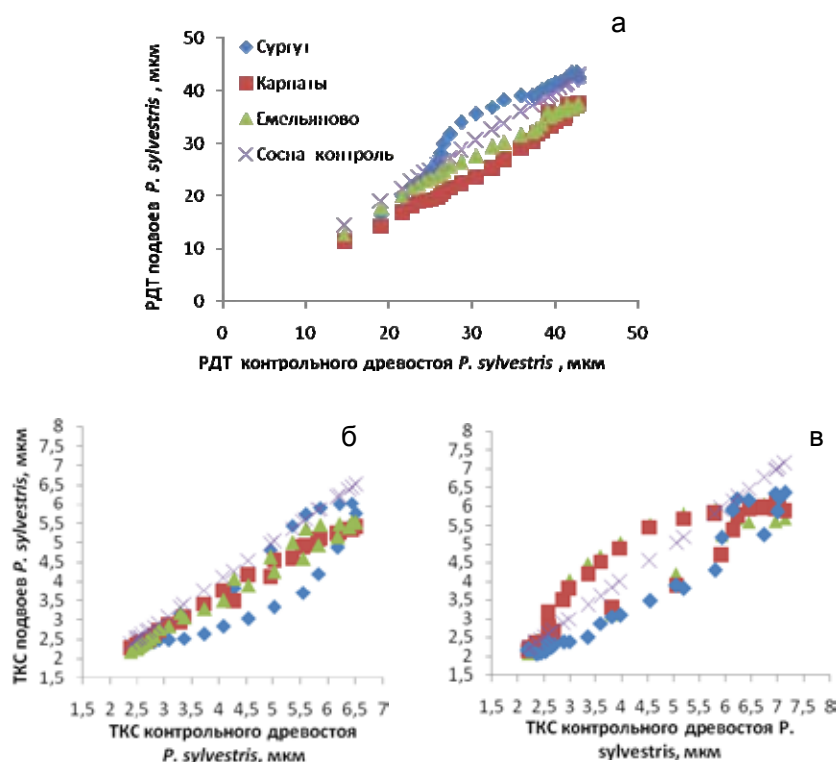 а
50
40
30
20
10
0
РДТ подвоев P. sylvestris , мкм
Сургут
Карпаты
Емельяново
Сосна контроль
0 10 20 30 40 50
РДТ контрольного древостоя P. sylvestris , мкм
б
8
7,5
7
6,5
6
5,5
5
4,5
4
3,5
3
2,5
2
1,5
ТКС подвоев P. sylvestris, мкм
1,5 2 2,5 3 3,5 4 4,5 5 5,5 6 6,5 7
ТКС контрольного древостоя
P. sylvestris, мкм
в
8
7,5
7
6,5
6
5,5
5
4,5
4
3,5
3
2,5
2
1,5
1,5 2 2,5 3 3,5 4 4,5 5 5,5 6 6,5 7 7,5 8
ТКС контрольного древостоя P.
sylvestris, мкм